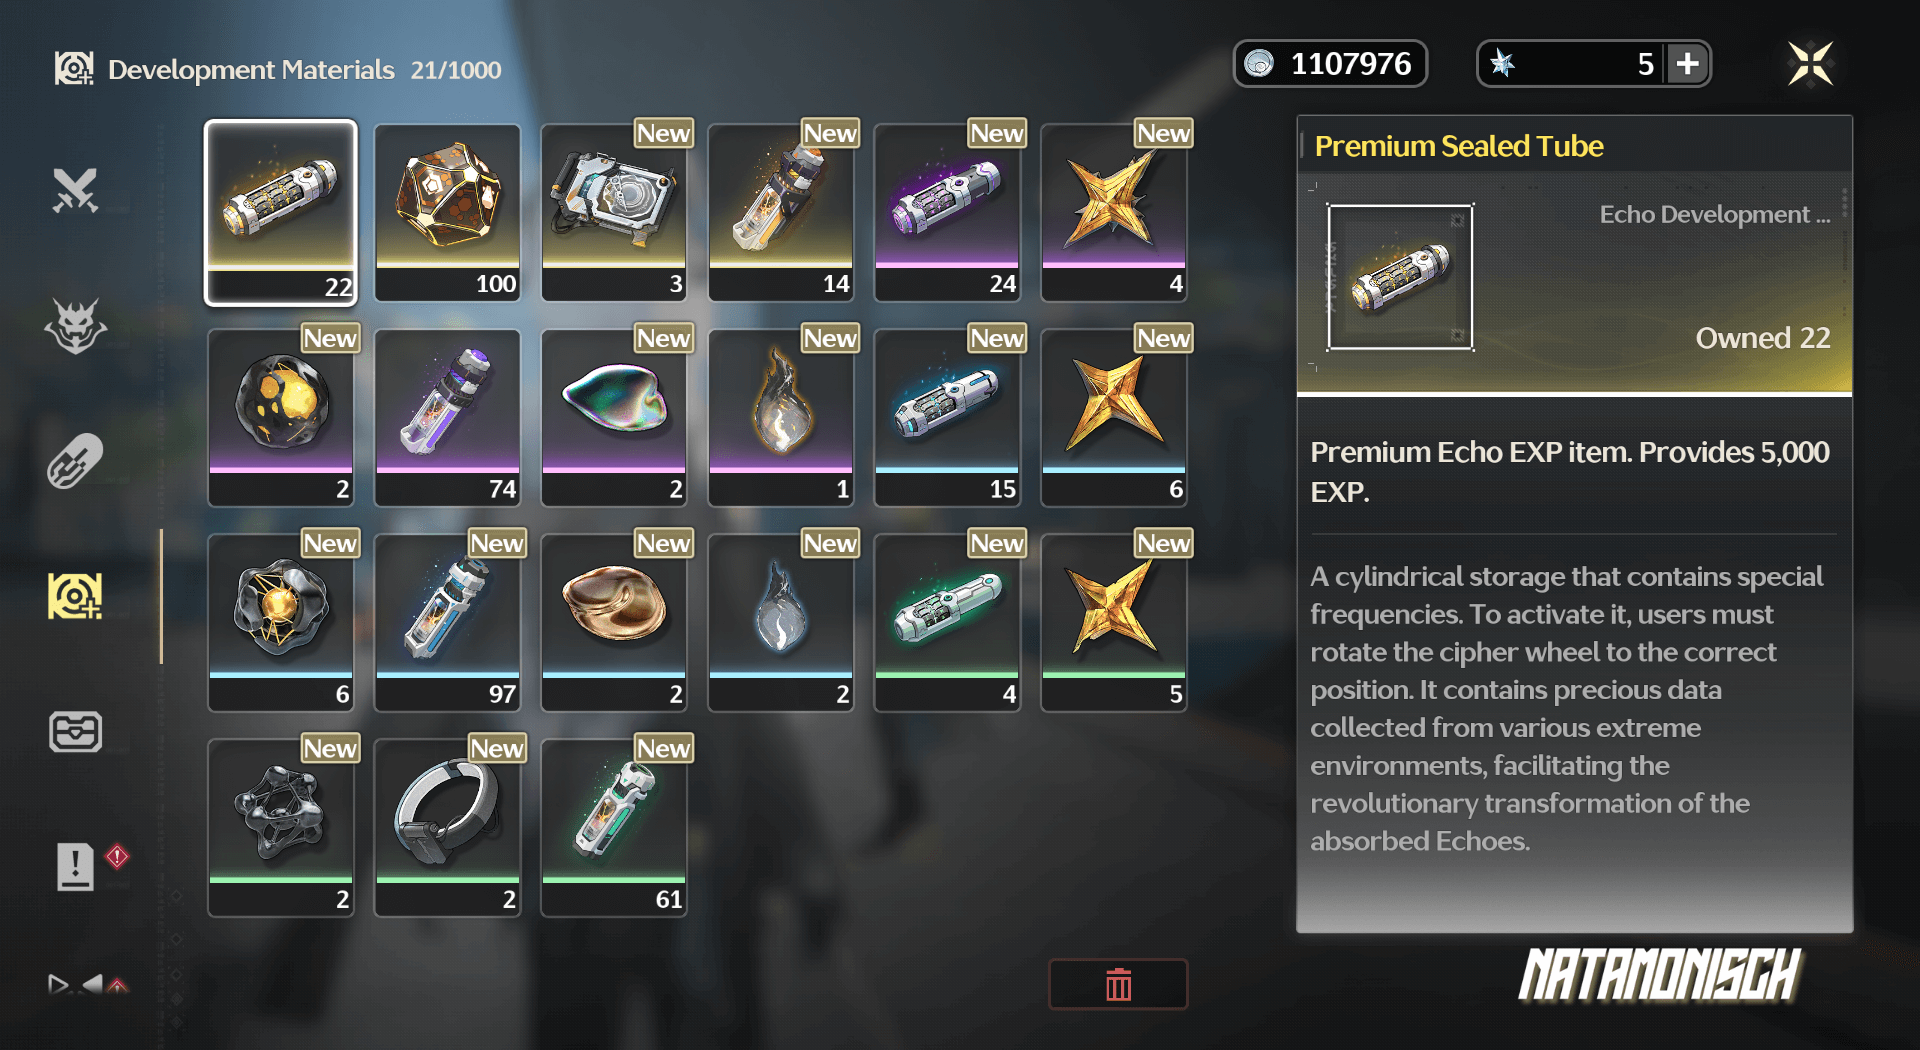 Development Materials 21/1000
1107976
5
22
100
New
3
New
14
New
24
New
4
New
2
74
New
2
New
1
New
15
New
6
New
6
New
97
New
2
New
2
New
4
New
5
New
2
New
2
New
61
Premium Sealed Tube
Echo Development ...
Owned 22
Premium Echo EXP item. Provides 5,000
EXP.
A cylindrical storage that contains special
frequencies. To activate it, users must
rotate the cipher wheel to the correct
position. It contains precious data
collected from various extreme
environments, facilitating the
revolutionary transformation of the
absorbed Echoes.
NATAMONISCH